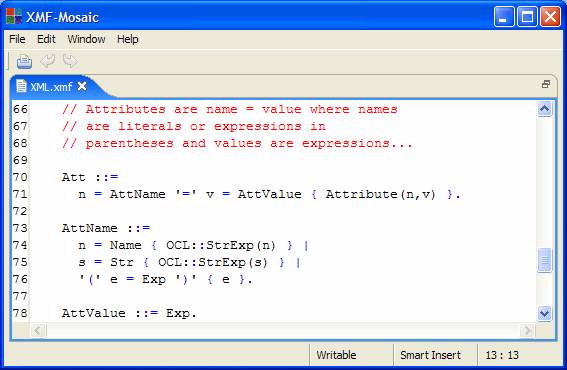 XMF-Mosaic
File Edit Window Help
XML.xmf
66 // Attributes are name = value where names
67 // are literals or expressions in
68 // parentheses and values are expressions...
69
70 Att ::=
71 n = AttName '=' v = AttValue { Attribute(n,v) }.
72
73 AttName ::=
74 n = Name { OCL::StrExp(n) } |
75 s = Str { OCL::StrExp(s) } |
76 '(' e = Exp ')' { e }.
77
78 AttValue ::= Exp.
Writable Smart Insert 13 : 13